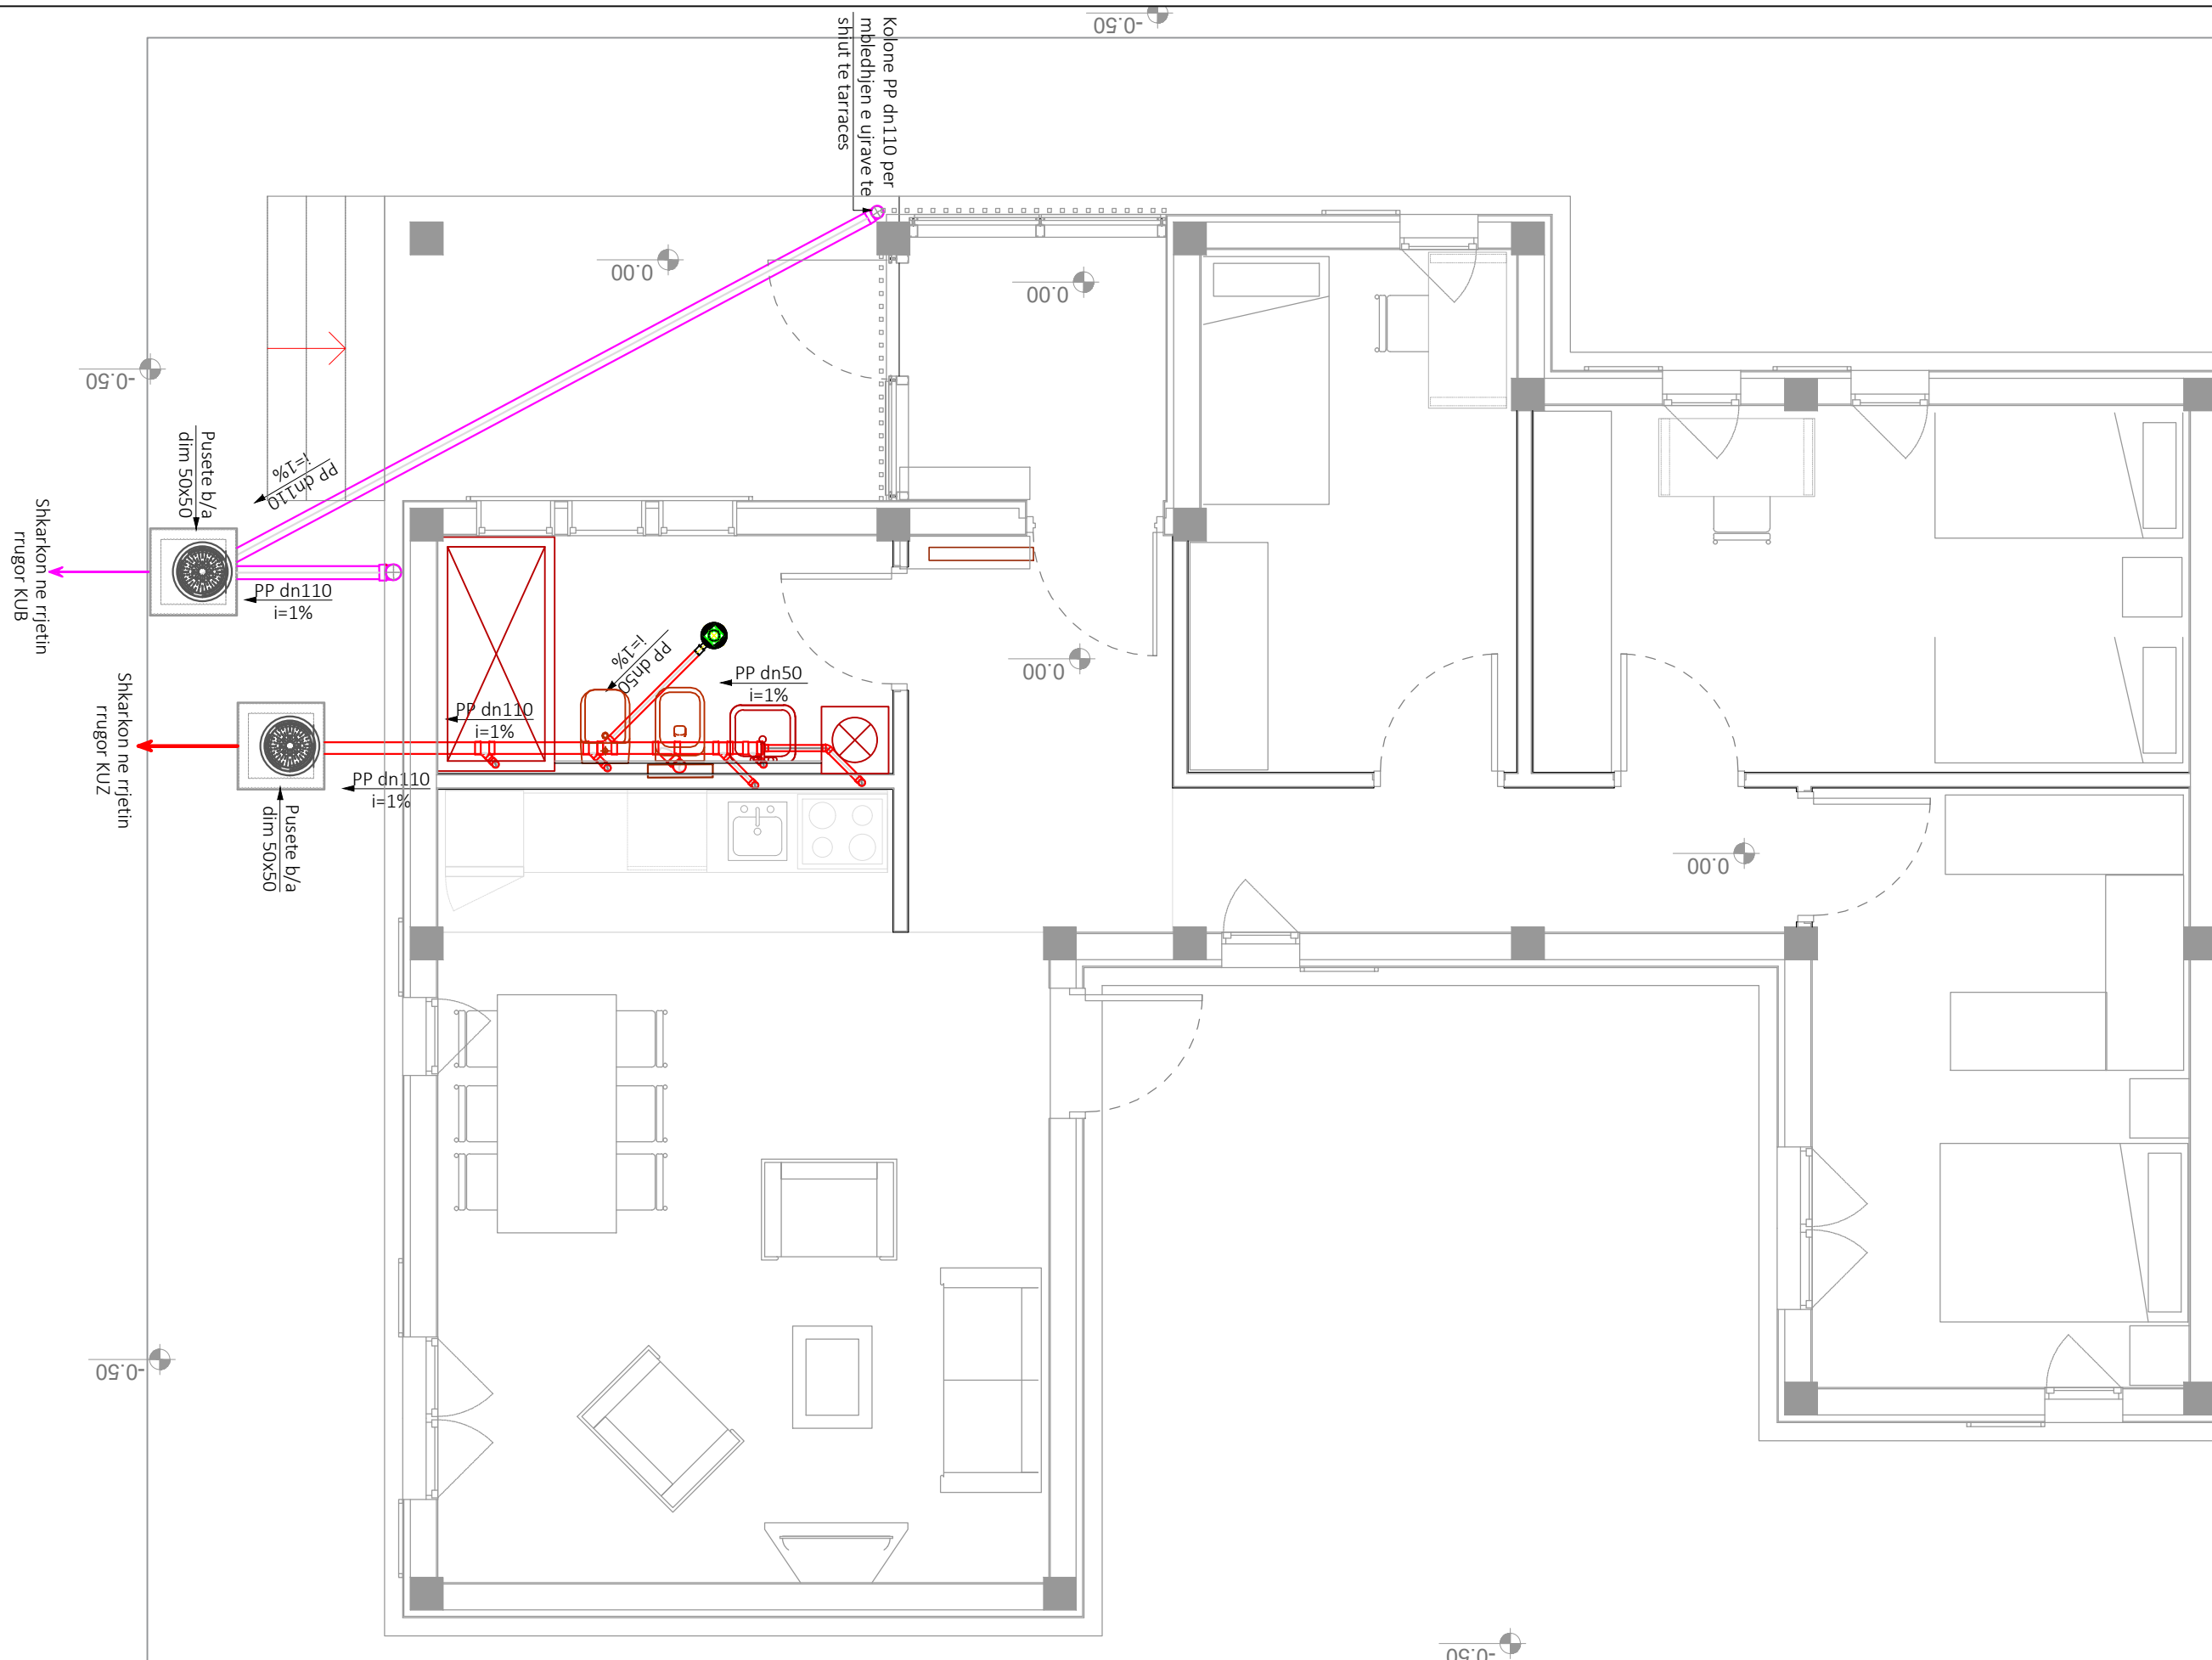 -0.50
Kolone PP dn110 per
mbledhjen e ujrave te
shiut te tarraces
0.00
0.00
-0.50
Pusete b/a
dim 50x50
PP dn110
i=1%
Shkarkon ne rrjetin
rrugor KUB
PP dn110
i=1%
PP dn50
i=1%
PP dn50
i=1%
0.00
PP dn110
i=1%
Shkarkon ne rrjetin
rrugor KUZ
PP dn110
i=1%
Pusete b/a
dim 50x50
0.00
-0.50
-0.50